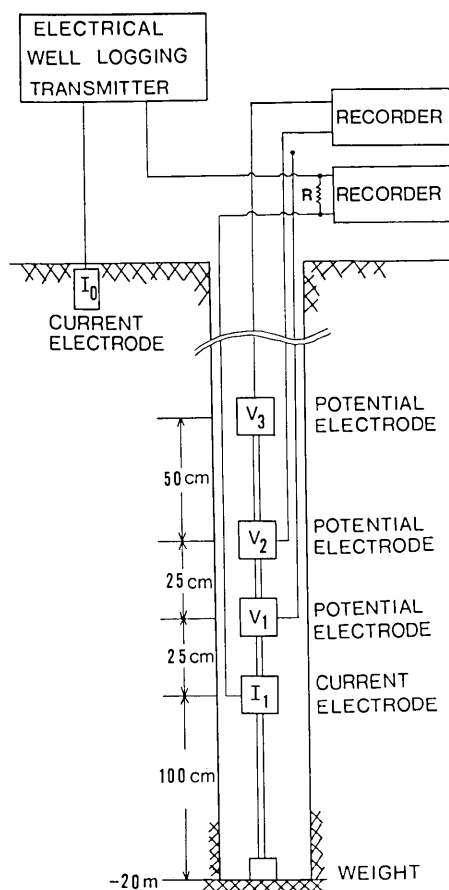 ELECTRICAL
WELL LOGGING
TRANSMITTER
RECORDER
R
RECORDER
I0
CURRENT
ELECTRODE
V3
POTENTIAL
ELECTRODE
50 cm
V2
POTENTIAL
ELECTRODE
25 cm
V1
POTENTIAL
ELECTRODE
25 cm
I1
CURRENT
ELECTRODE
100 cm
-20m
WEIGHT